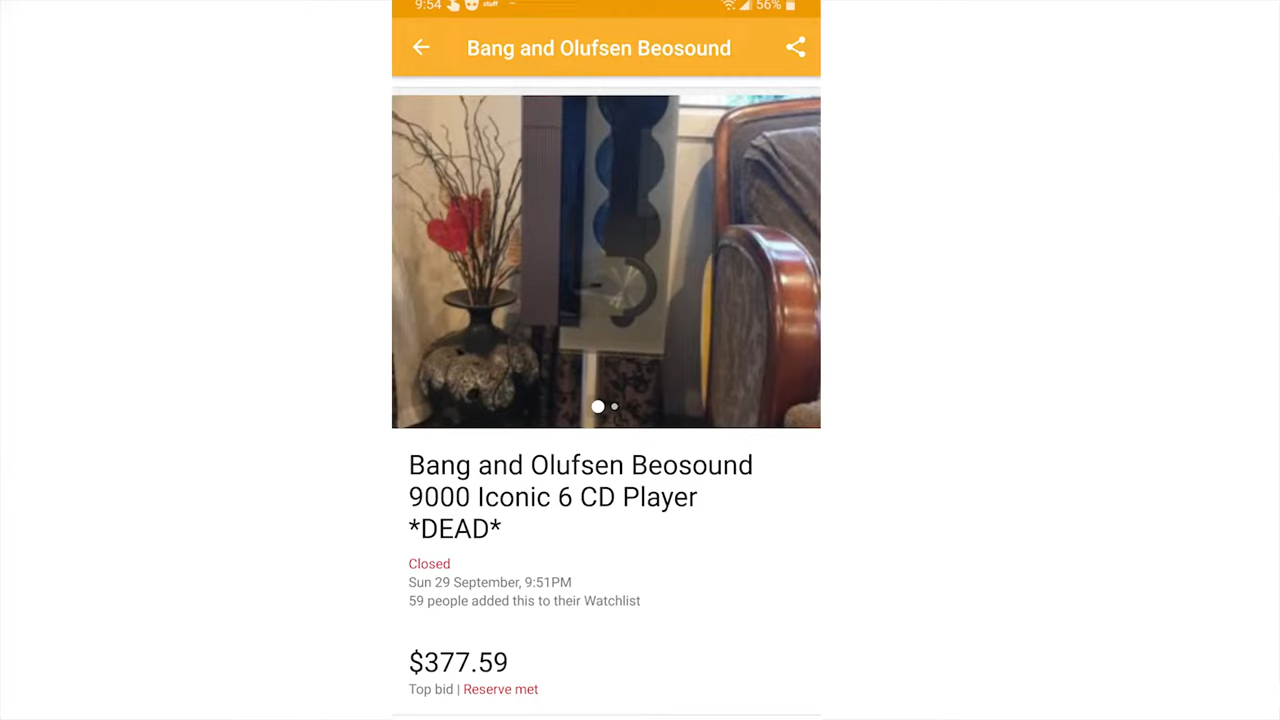 9:54
56%
Bang and Olufsen Beosound
Bang and Olufsen Beosound
9000 Iconic 6 CD Player
*DEAD*
Closed
Sun 29 September, 9:51PM
59 people added this to their Watchlist
$377.59
Top bid | Reserve met